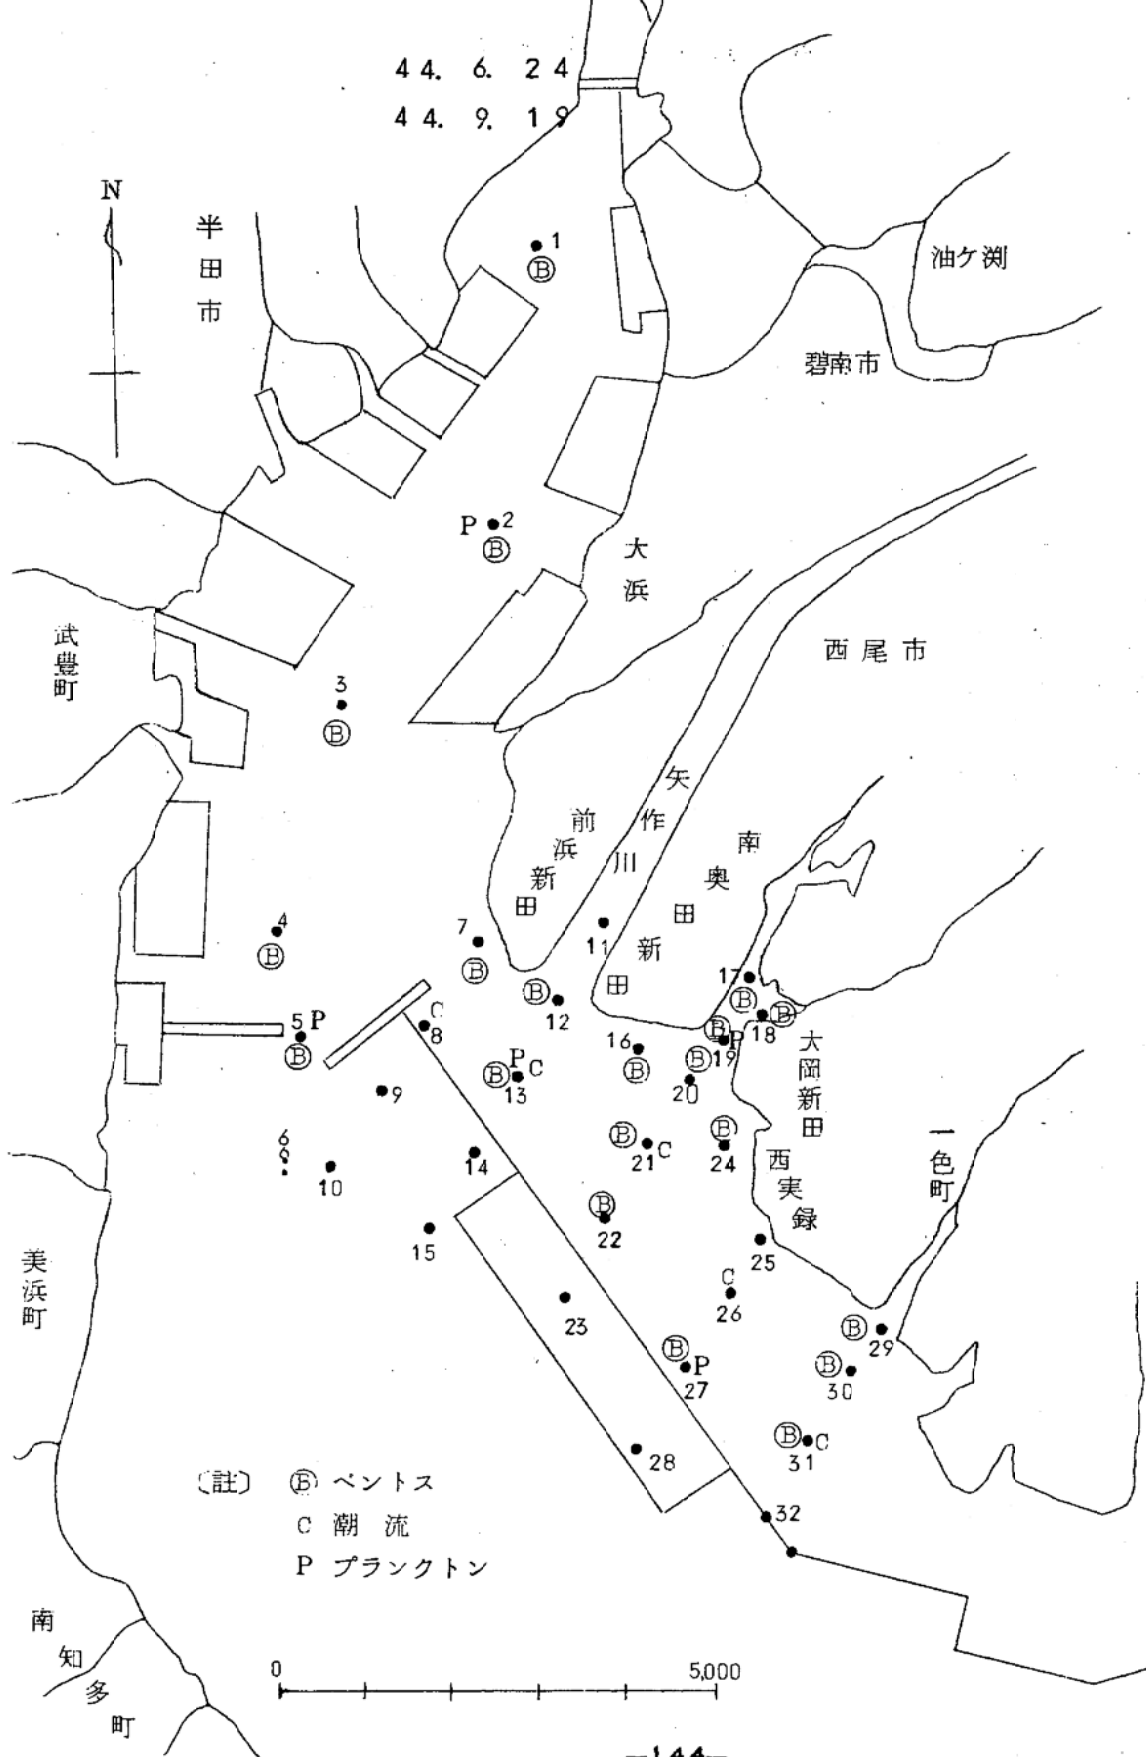 44. 6. 24
44. 9. 19
N
半田市
1
Ⓑ
油ケ渕
碧南市
P 2
Ⓑ
大浜
西尾市
武豊町
3
Ⓑ
矢作川
前浜新田
南奥田新田
4
Ⓑ
7
Ⓑ
11
17
Ⓑ
18 Ⓑ
Ⓑ 12
C
8
5 P
Ⓑ
16
Ⓑ
Ⓑ P
19
Ⓑ
20
大岡新田
Ⓑ P C
13
9
6
10
14
Ⓑ
21 C
Ⓑ
24
西実録
一色町
Ⓑ
22
15
25
美浜町
C
26
23
Ⓑ 29
Ⓑ P
27
Ⓑ
30
Ⓑ C
31
28
〔註〕 Ⓑ ベントス
C 潮流
P プランクトン
32
南知多町
0 5,000
—144—